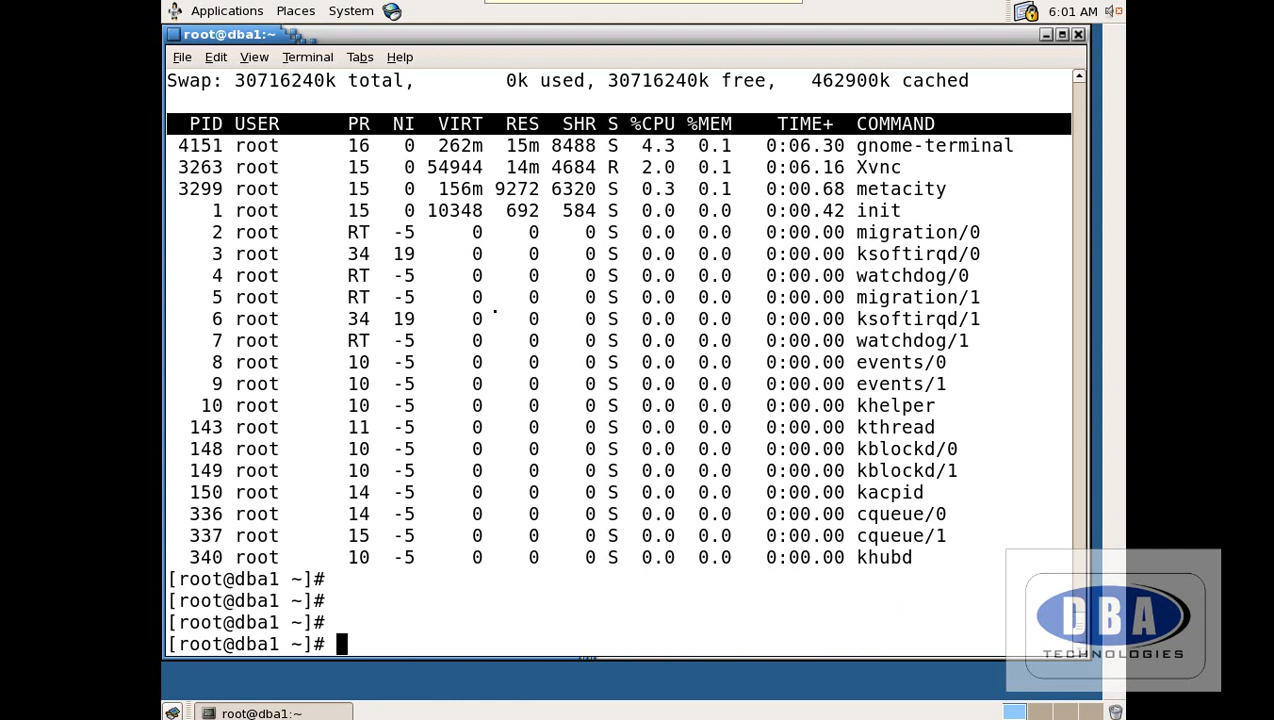 Applications Places System 6:01 AM
root@dba1:~
File Edit View Terminal Tabs Help
Swap: 30716240k total, 0k used, 30716240k free, 462900k cached
PID USER PR NI VIRT RES SHR S %CPU %MEM TIME+ COMMAND
4151 root 16 0 262m 15m 8488 S 4.3 0.1 0:06.30 gnome-terminal
3263 root 15 0 54944 14m 4684 R 2.0 0.1 0:06.16 Xvnc
3299 root 15 0 156m 9272 6320 S 0.3 0.1 0:00.68 metacity
1 root 15 0 10348 692 584 S 0.0 0.0 0:00.42 init
2 root RT -5 0 0 0 S 0.0 0.0 0:00.00 migration/0
3 root 34 19 0 0 0 S 0.0 0.0 0:00.00 ksoftirqd/0
4 root RT -5 0 0 0 S 0.0 0.0 0:00.00 watchdog/0
5 root RT -5 0 0 0 S 0.0 0.0 0:00.00 migration/1
6 root 34 19 0 0 0 S 0.0 0.0 0:00.00 ksoftirqd/1
7 root RT -5 0 0 0 S 0.0 0.0 0:00.00 watchdog/1
8 root 10 -5 0 0 0 S 0.0 0.0 0:00.00 events/0
9 root 10 -5 0 0 0 S 0.0 0.0 0:00.00 events/1
10 root 10 -5 0 0 0 S 0.0 0.0 0:00.00 khelper
143 root 11 -5 0 0 0 S 0.0 0.0 0:00.00 kthread
148 root 10 -5 0 0 0 S 0.0 0.0 0:00.00 kblockd/0
149 root 10 -5 0 0 0 S 0.0 0.0 0:00.00 kblockd/1
150 root 14 -5 0 0 0 S 0.0 0.0 0:00.00 kacpid
336 root 14 -5 0 0 0 S 0.0 0.0 0:00.00 cqueue/0
337 root 15 -5 0 0 0 S 0.0 0.0 0:00.00 cqueue/1
340 root 10 -5 0 0 0 S 0.0 0.0 0:00.00 khubd
[root@dba1 ~]#
[root@dba1 ~]#
[root@dba1 ~]#
[root@dba1 ~]#
DBA
TECHNOLOGIES
root@dba1:~